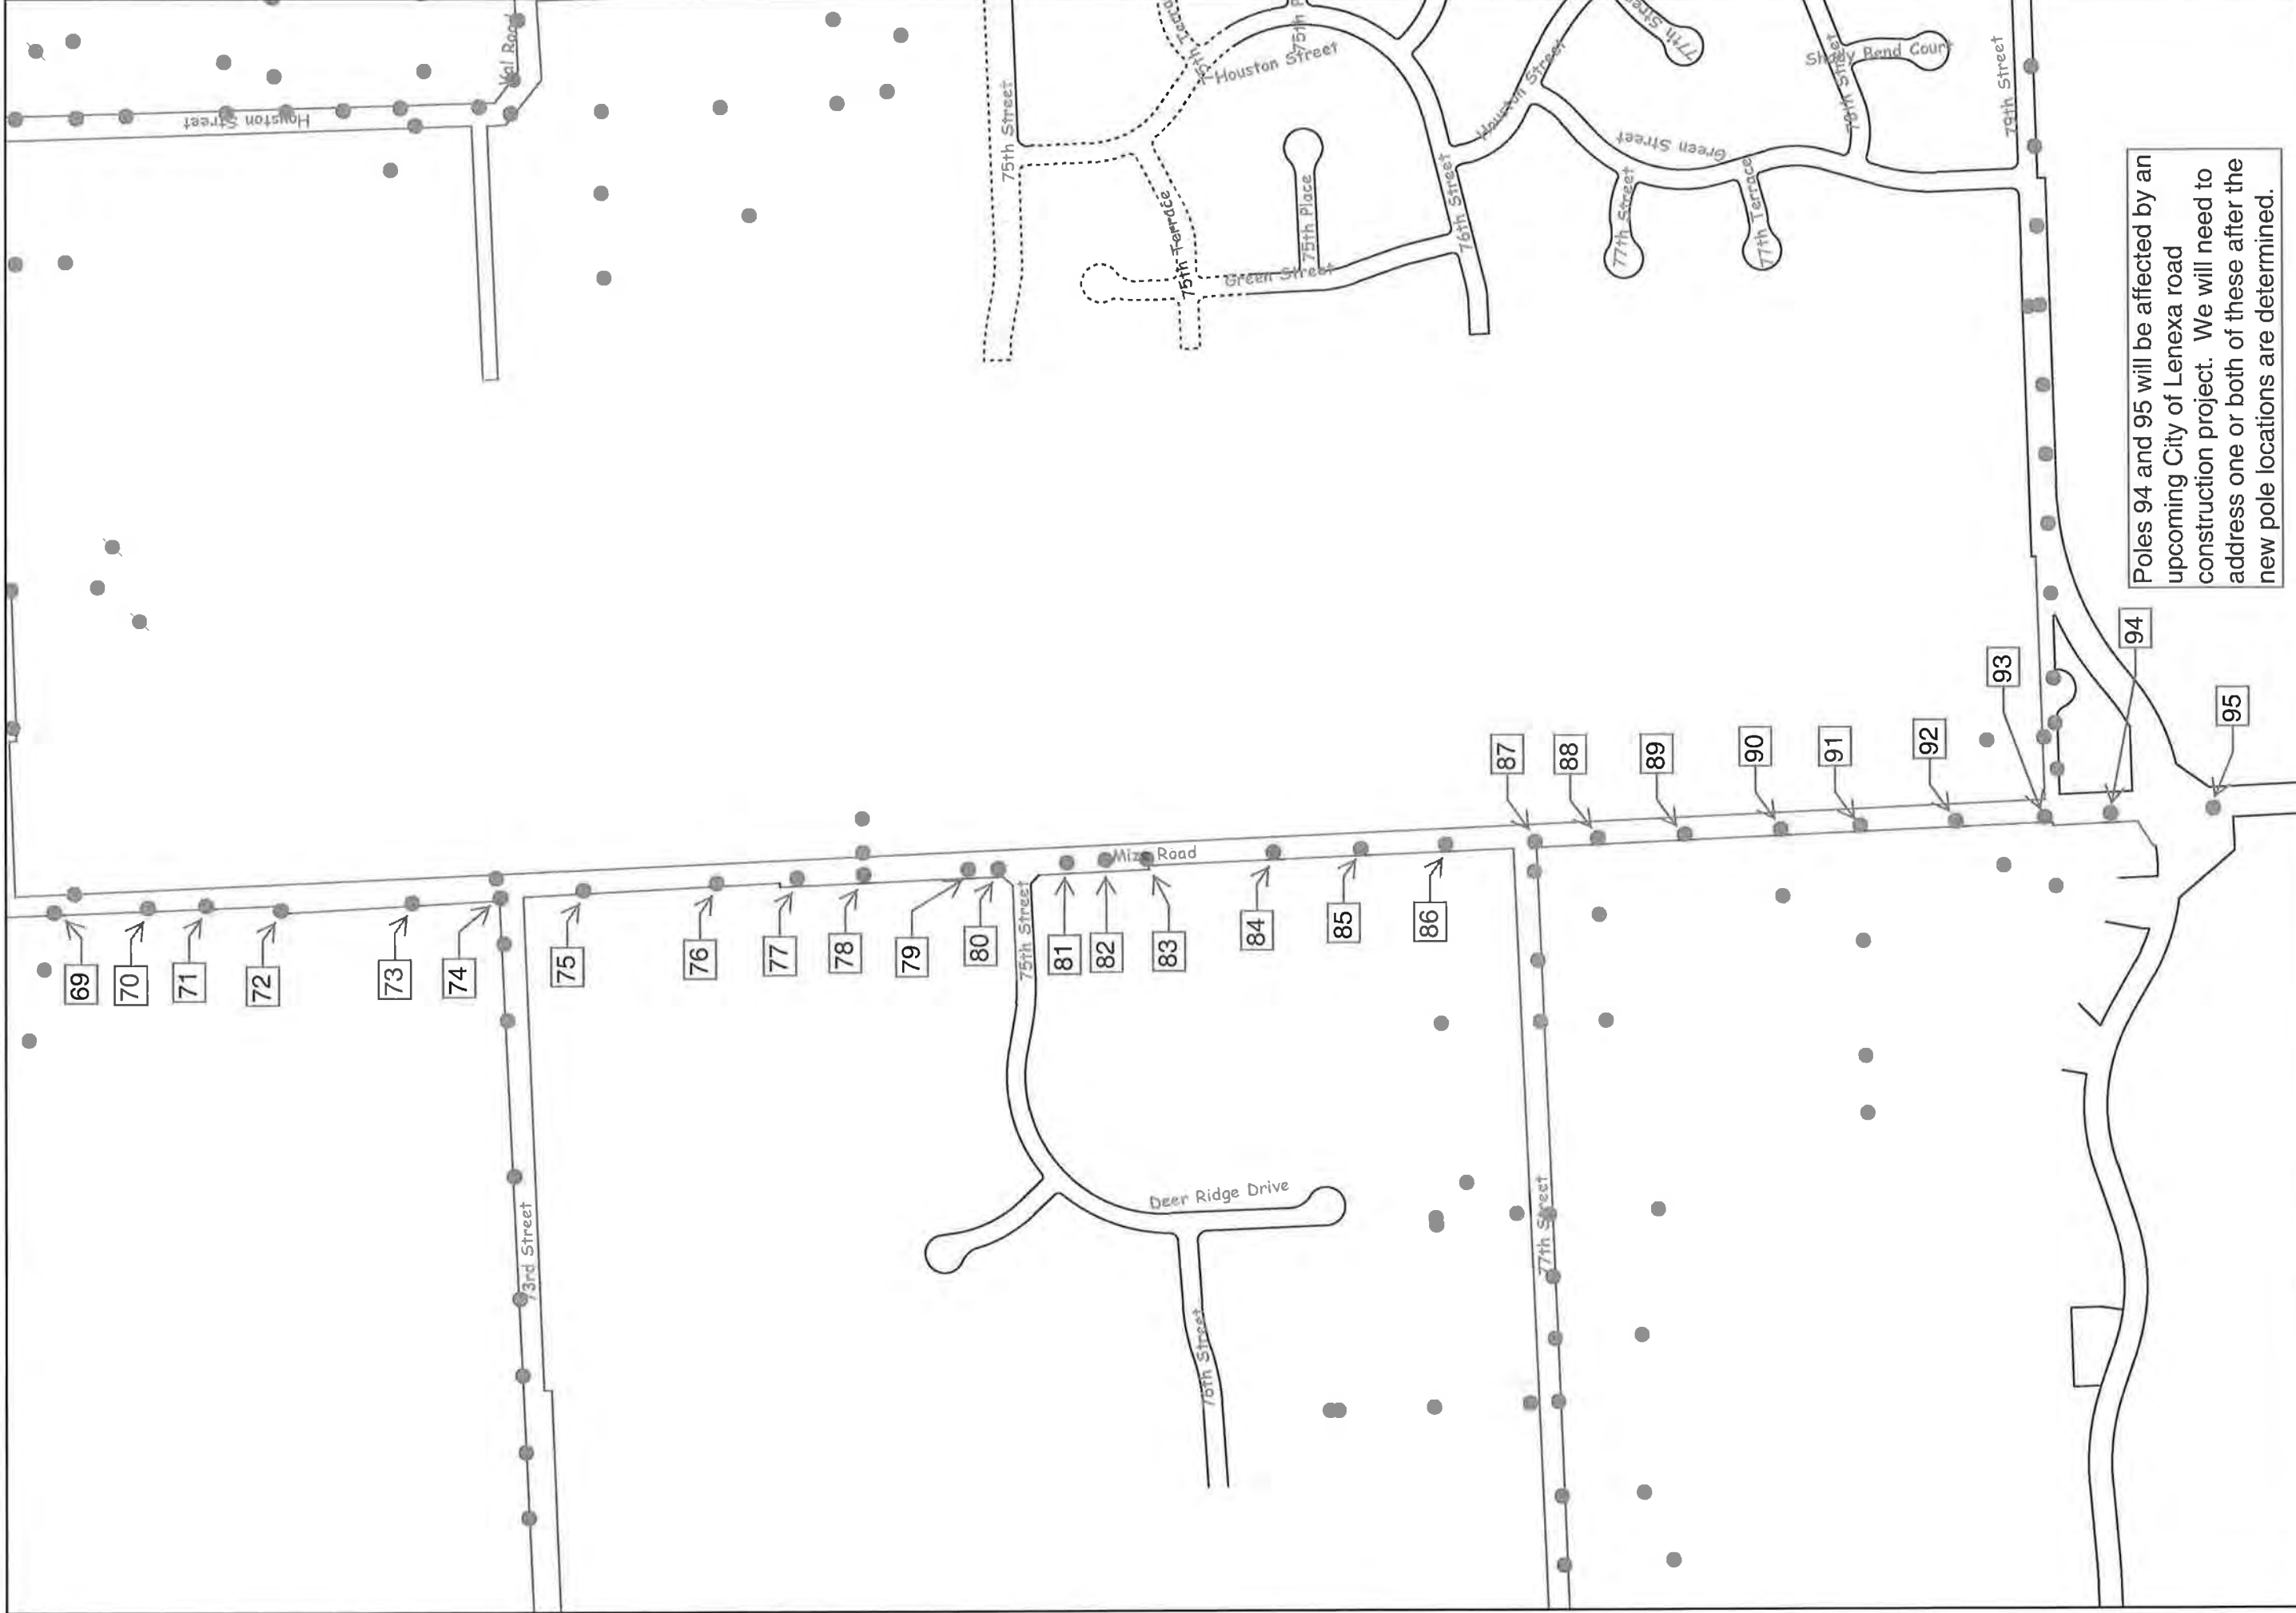 Houston Street
Val Road
75th Street
75th Terrace
75th Terra
75th P
Houston Street
75th Place
Green Street
76th Street
Houston Street
77th Stree
Green Street
77th Street
77th Terrace
78th Street
Shady Bend Court
79th Street
Poles 94 and 95 will be affected by an
upcoming City of Lenexa road
construction project. We will need to
address one or both of these after the
new pole locations are determined.
69
70
71
72
73
74
75
76
77
78
79
80
81
82
83
84
85
86
87
88
89
90
91
92
93
94
95
Mize Road
75th Street
73rd Street
Deer Ridge Drive
76th Street
77th Street